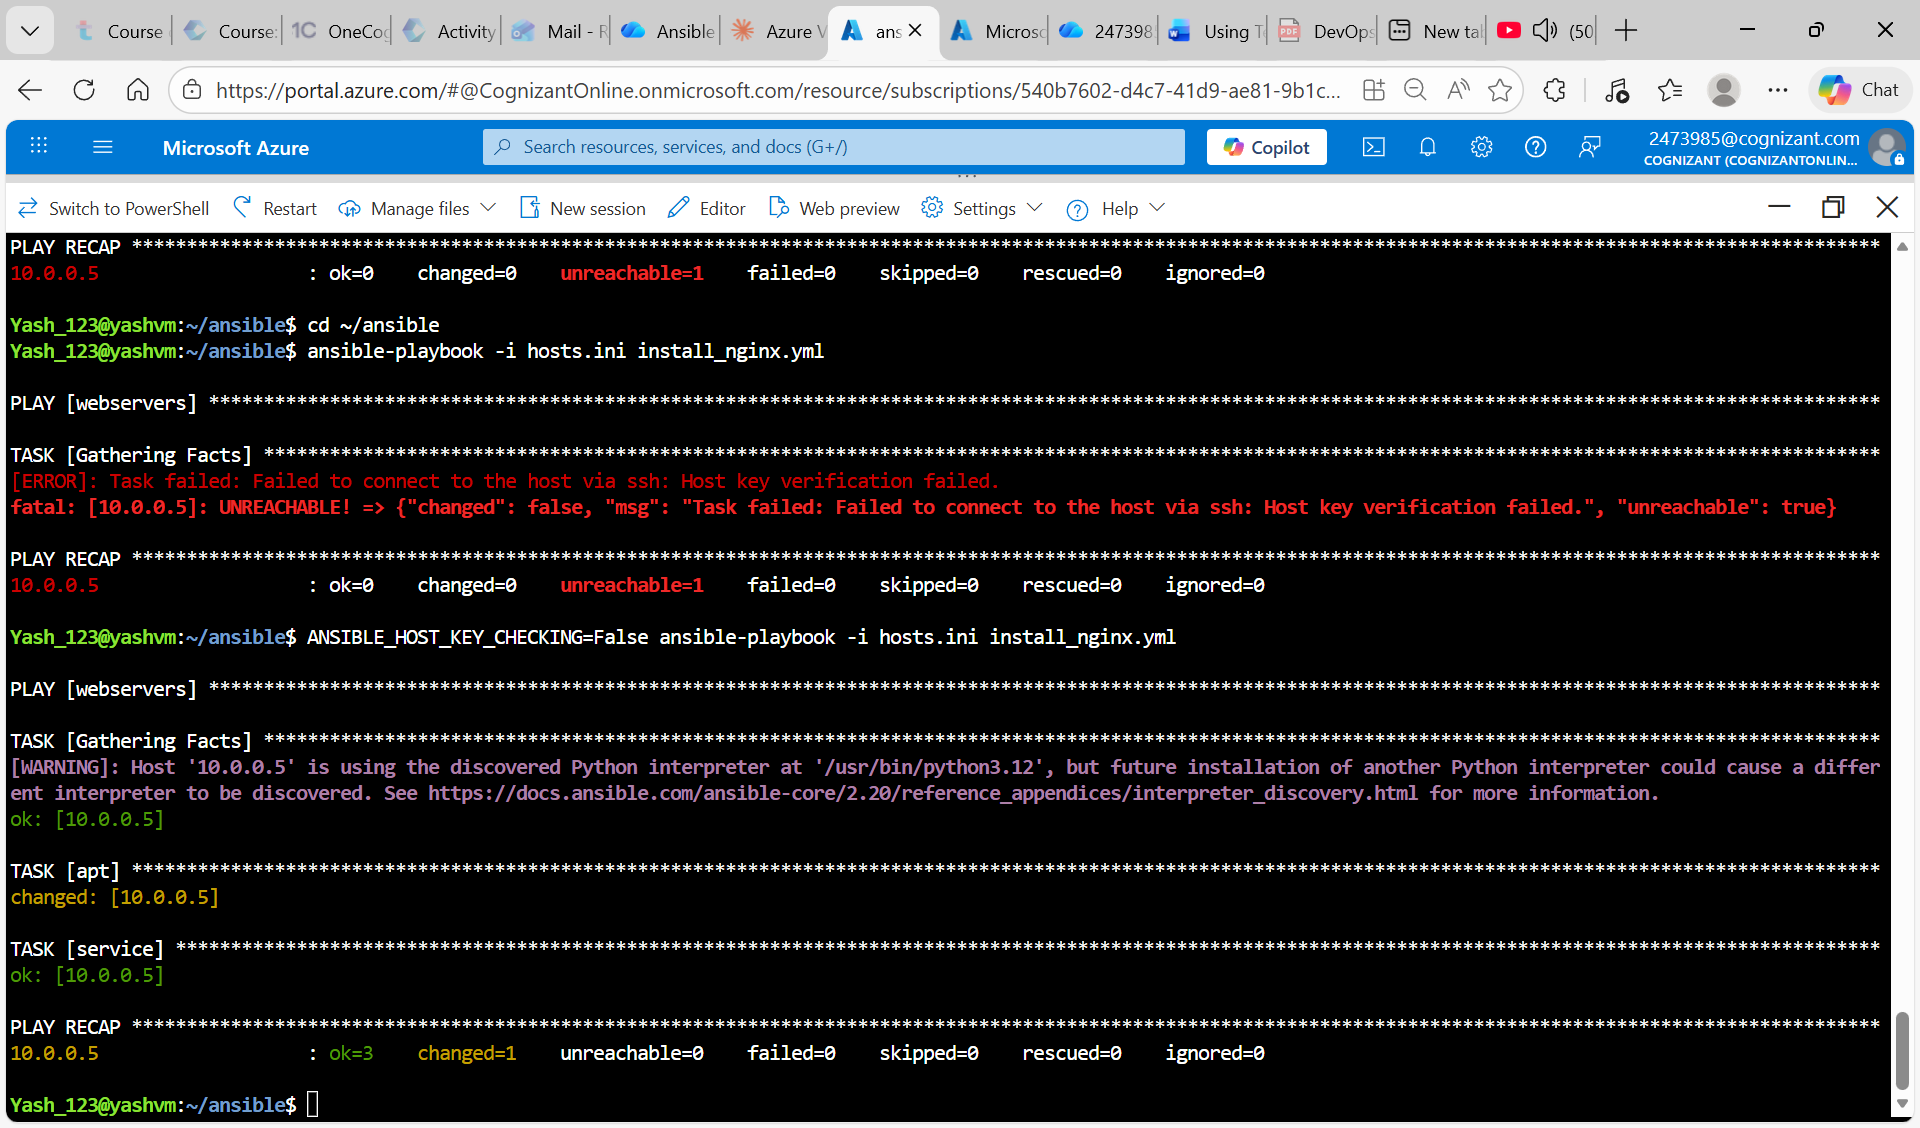 Course
Course:
OneCog
Activity
Mail - R
Ansible
Azure V
ans
Microsc
247398
Using Te
DevOps
New tal
(50
https://portal.azure.com/#@CognizantOnline.onmicrosoft.com/resource/subscriptions/540b7602-d4c7-41d9-ae81-9b1c...
Chat
Microsoft Azure
Search resources, services, and docs (G+/)
Copilot
2473985@cognizant.com
COGNIZANT (COGNIZANTONLIN...
Switch to PowerShell Restart Manage files New session Editor Web preview Settings Help
PLAY RECAP ***************************************************************************************************************************************************************
10.0.0.5 : ok=0 changed=0 unreachable=1 failed=0 skipped=0 rescued=0 ignored=0
Yash_123@yashvm:~/ansible$ cd ~/ansible
Yash_123@yashvm:~/ansible$ ansible-playbook -i hosts.ini install_nginx.yml
PLAY [webservers] ********************************************************************************************************************************************************
TASK [Gathering Facts] ***************************************************************************************************************************************************
[ERROR]: Task failed: Failed to connect to the host via ssh: Host key verification failed.
fatal: [10.0.0.5]: UNREACHABLE! => {"changed": false, "msg": "Task failed: Failed to connect to the host via ssh: Host key verification failed.", "unreachable": true}
PLAY RECAP ***************************************************************************************************************************************************************
10.0.0.5 : ok=0 changed=0 unreachable=1 failed=0 skipped=0 rescued=0 ignored=0
Yash_123@yashvm:~/ansible$ ANSIBLE_HOST_KEY_CHECKING=False ansible-playbook -i hosts.ini install_nginx.yml
PLAY [webservers] ********************************************************************************************************************************************************
TASK [Gathering Facts] ***************************************************************************************************************************************************
[WARNING]: Host '10.0.0.5' is using the discovered Python interpreter at '/usr/bin/python3.12', but future installation of another Python interpreter could cause a differ
ent interpreter to be discovered. See https://docs.ansible.com/ansible-core/2.20/reference_appendices/interpreter_discovery.html for more information.
ok: [10.0.0.5]
TASK [apt] ***************************************************************************************************************************************************************
changed: [10.0.0.5]
TASK [service] ***********************************************************************************************************************************************************
ok: [10.0.0.5]
PLAY RECAP ***************************************************************************************************************************************************************
10.0.0.5 : ok=3 changed=1 unreachable=0 failed=0 skipped=0 rescued=0 ignored=0
Yash_123@yashvm:~/ansible$